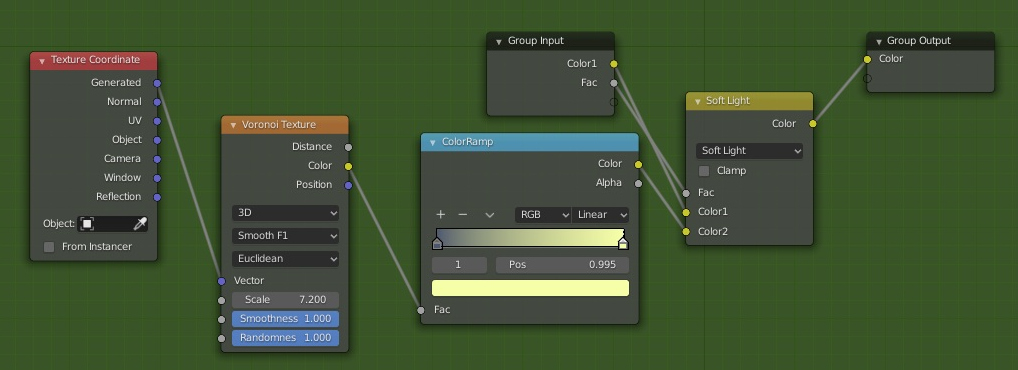 Texture Coordinate
Generated
Normal
UV
Object
Camera
Window
Reflection
Object:
From Instancer
Voronoi Texture
Distance
Color
Position
3D
Smooth F1
Euclidean
Vector
Scale 7.200
Smoothness 1.000
Randomnes 1.000
ColorRamp
Color
Alpha
RGB Linear
1 Pos 0.995
Fac
Group Input
Color1
Fac
Soft Light
Color
Soft Light
Clamp
Fac
Color1
Color2
Group Output
Color